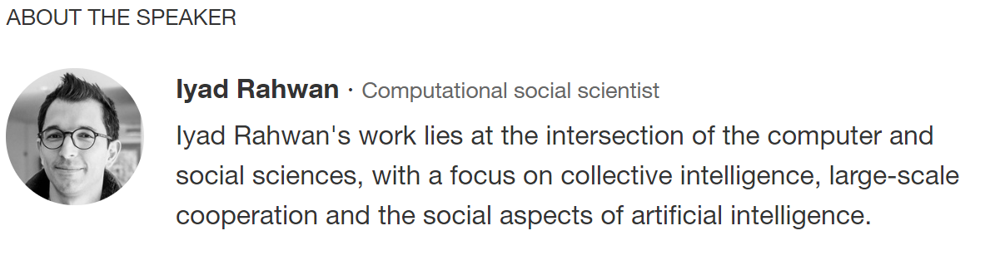 ABOUT THE SPEAKER
Iyad Rahwan · Computational social scientist
Iyad Rahwan's work lies at the intersection of the computer and
social sciences, with a focus on collective intelligence, large-scale
cooperation and the social aspects of artificial intelligence.